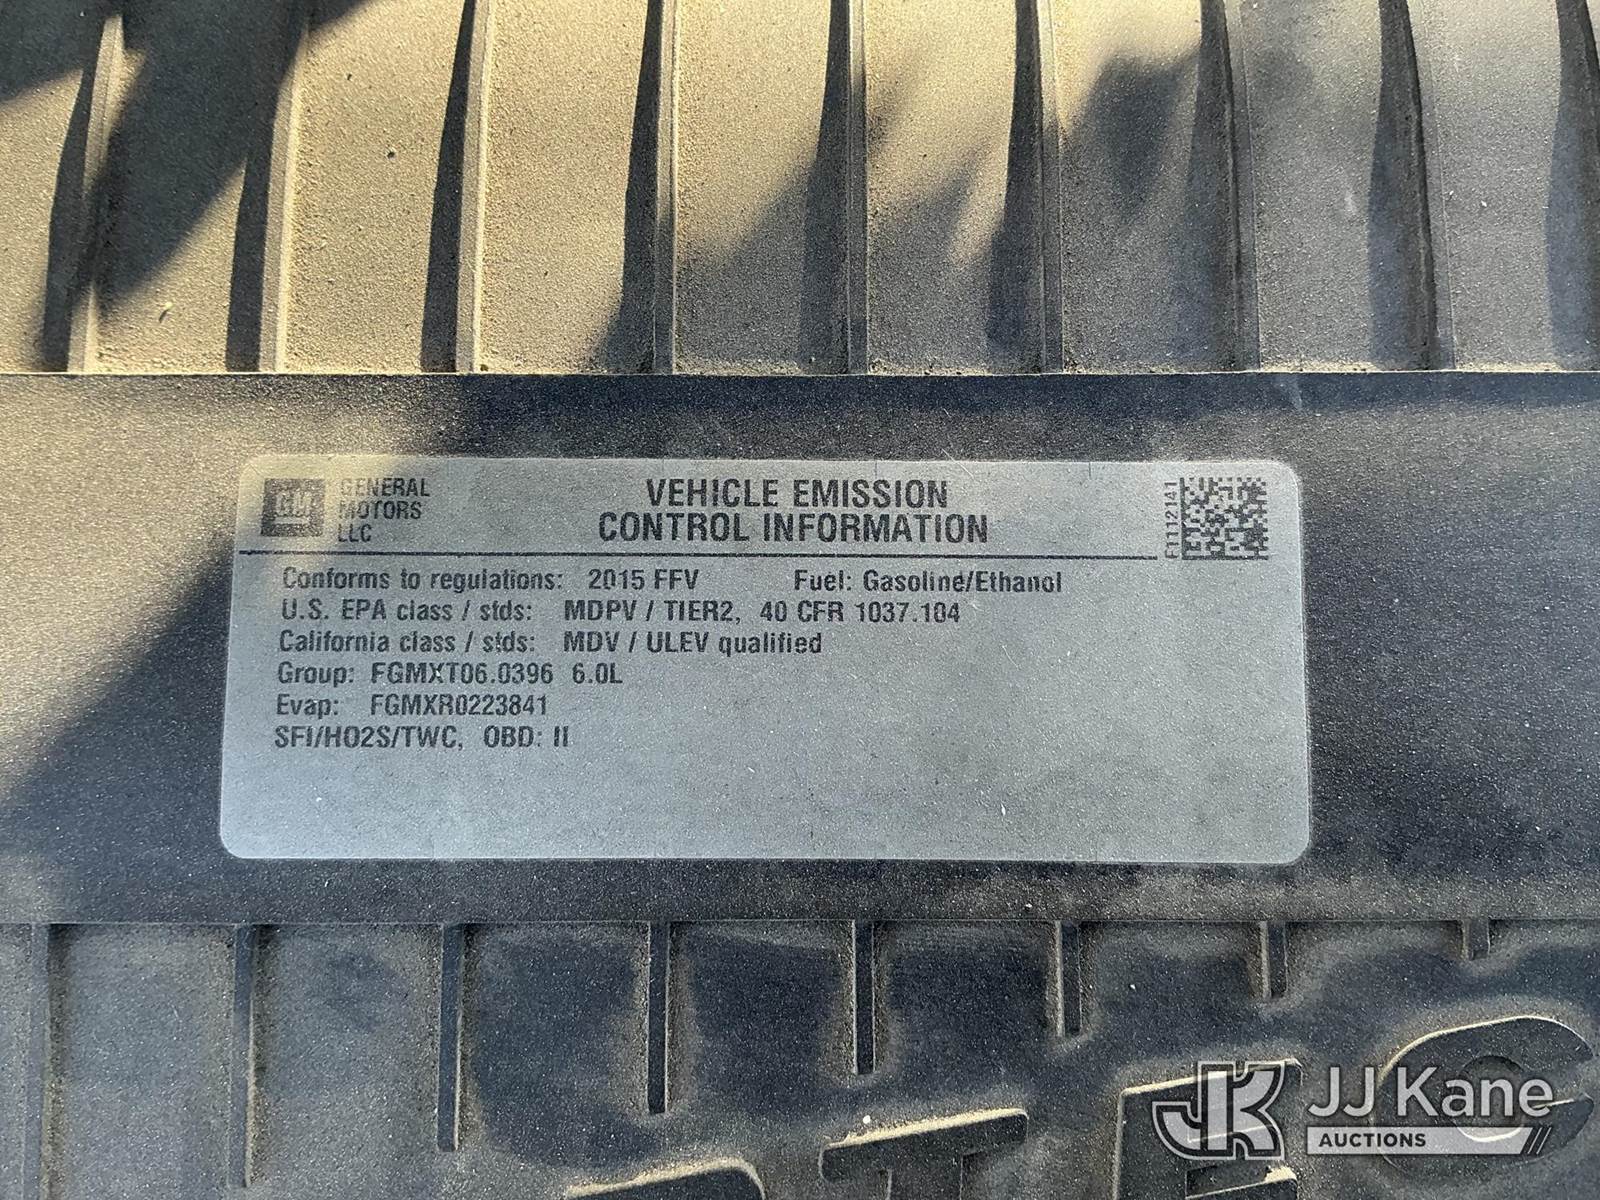 GM
GENERAL
MOTORS
LLC
VEHICLE EMISSION
CONTROL INFORMATION
F1112141
Conforms to regulations: 2015 FFV Fuel: Gasoline/Ethanol
U.S. EPA class / stds: MDPV / TIER2, 40 CFR 1037.104
California class / stds: MDV / ULEV qualified
Group: FGMXT06.0396 6.0L
Evap: FGMXR0223841
SFI/HO2S/TWC, OBD: II
JK JJ Kane
AUCTIONS